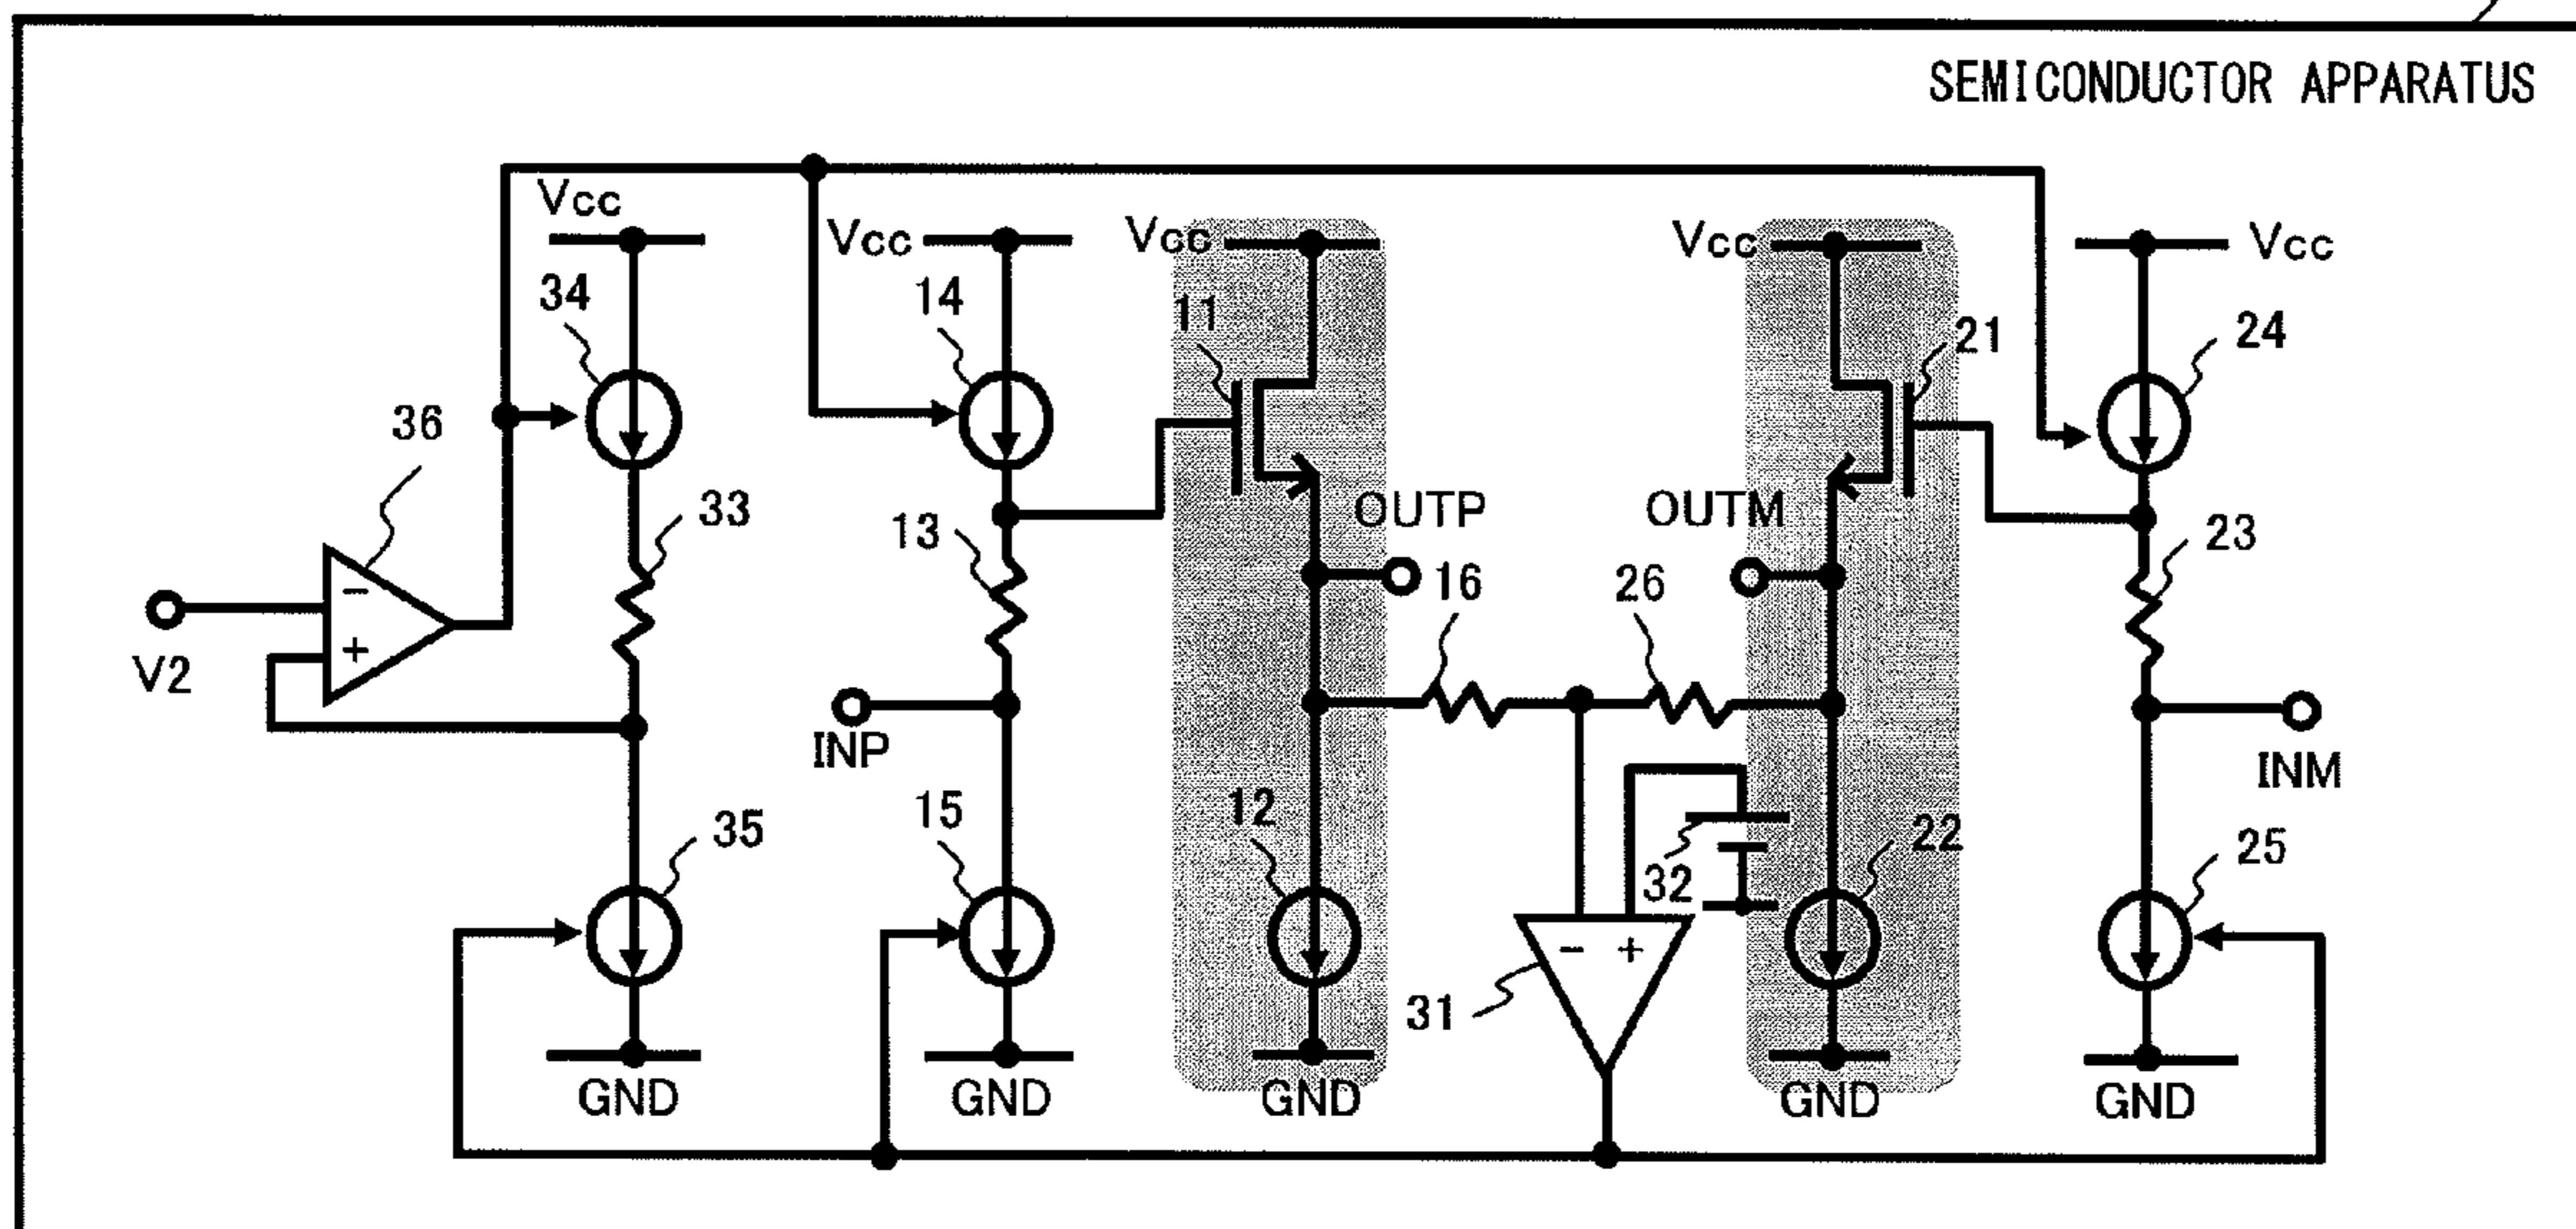 SEMICONDUCTOR APPARATUS
Vcc
Vcc
Vcc
Vcc
Vcc
34
14
11
21
24
36
33
13
OUTP
OUTM
23
16
26
V2
INP
INM
-
+
15
12
35
32
22
25
-
+
31
GND
GND
GND
GND
GND